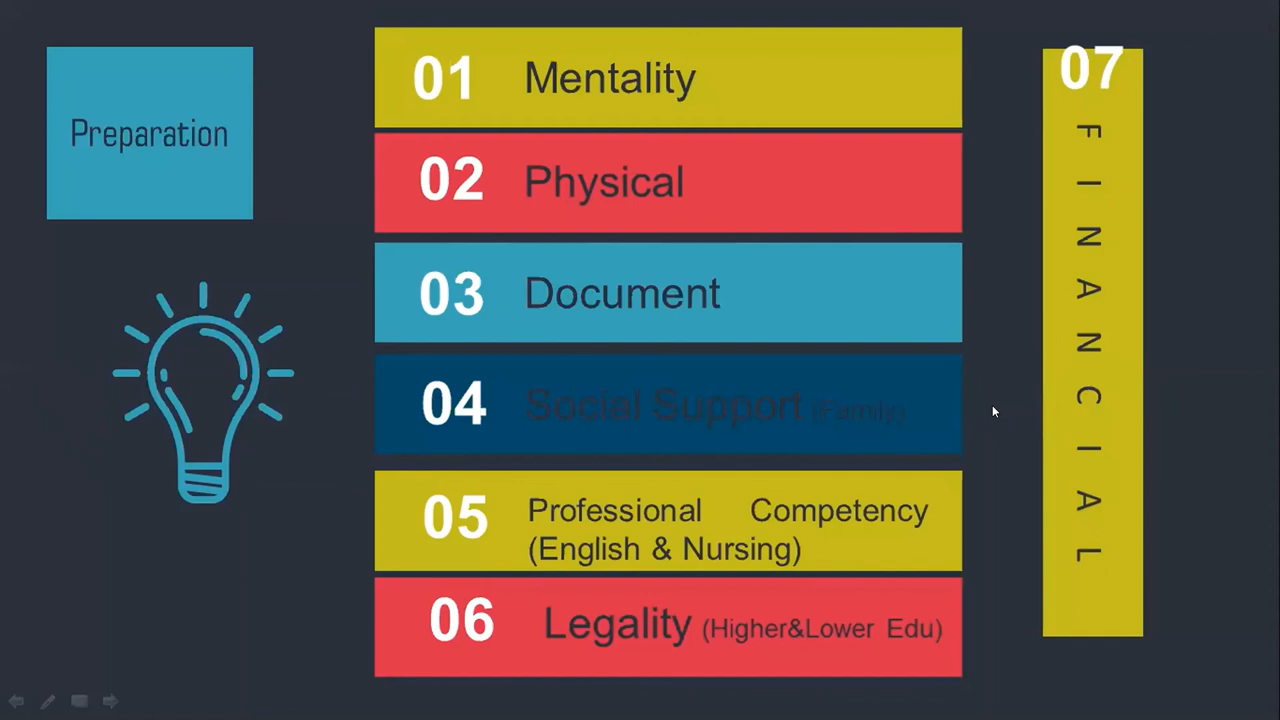 Preparation
01 Mentality
02 Physical
03 Document
04 Social Support (Family)
05 Professional Competency
(English & Nursing)
06 Legality (Higher&Lower Edu)
07
FINANCIAL